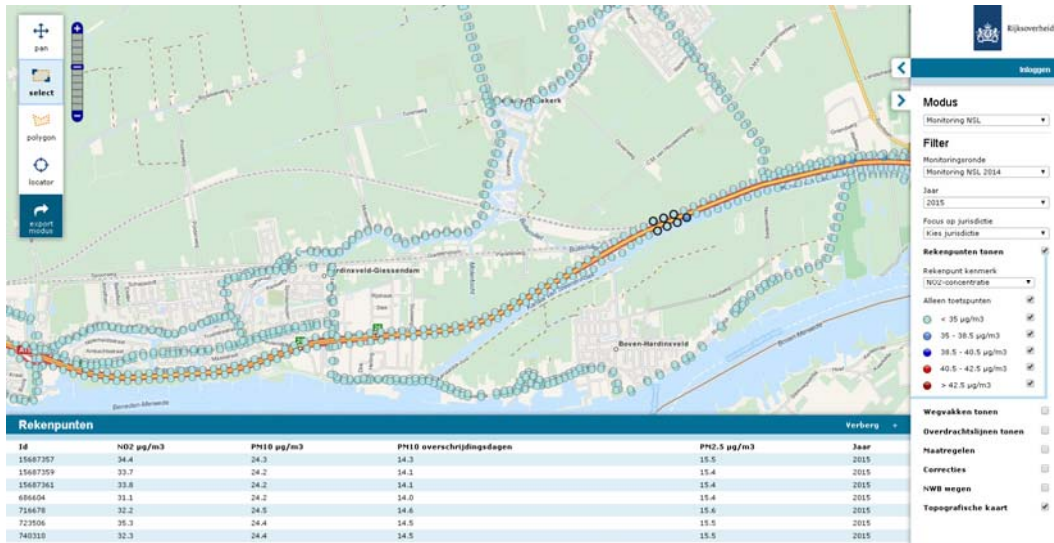 pan
select
polygon
locator
export
modus
Hardinxveld-Giessendam
Boven-Hardinxveld
Beneden-Merwede
Rijksoverheid
Inloggen
Modus
Monitoring NSL
Filter
Monitoringsronde
Monitoring NSL 2014
Jaar
2015
Focus op jurisdictie
Kies jurisdictie
Rekenpunten tonen
Rekenpunt kenmerk
NO2-concentratie
Alleen toetspunten
< 35 µg/m3
35 - 38.5 µg/m3
38.5 - 40.5 µg/m3
40.5 - 42.5 µg/m3
> 42.5 µg/m3
Wegvakken tonen
Overdrachtslijnen tonen
Maatregelen
Correcties
NWB wegen
Topografische kaart
Rekenpunten Verberg +
Id NO2 µg/m3 PM10 µg/m3 PM10 overschrijdingsdagen PM2.5 µg/m3 Jaar
15687357 34.4 24.3 14.3 15.5 2015
15687359 33.7 24.2 14.1 15.4 2015
15687361 33.8 24.2 14.1 15.4 2015
686604 31.1 24.2 14.0 15.4 2015
716678 32.2 24.5 14.6 15.6 2015
723506 35.3 24.4 14.5 15.5 2015
740310 32.3 24.4 14.5 15.5 2015